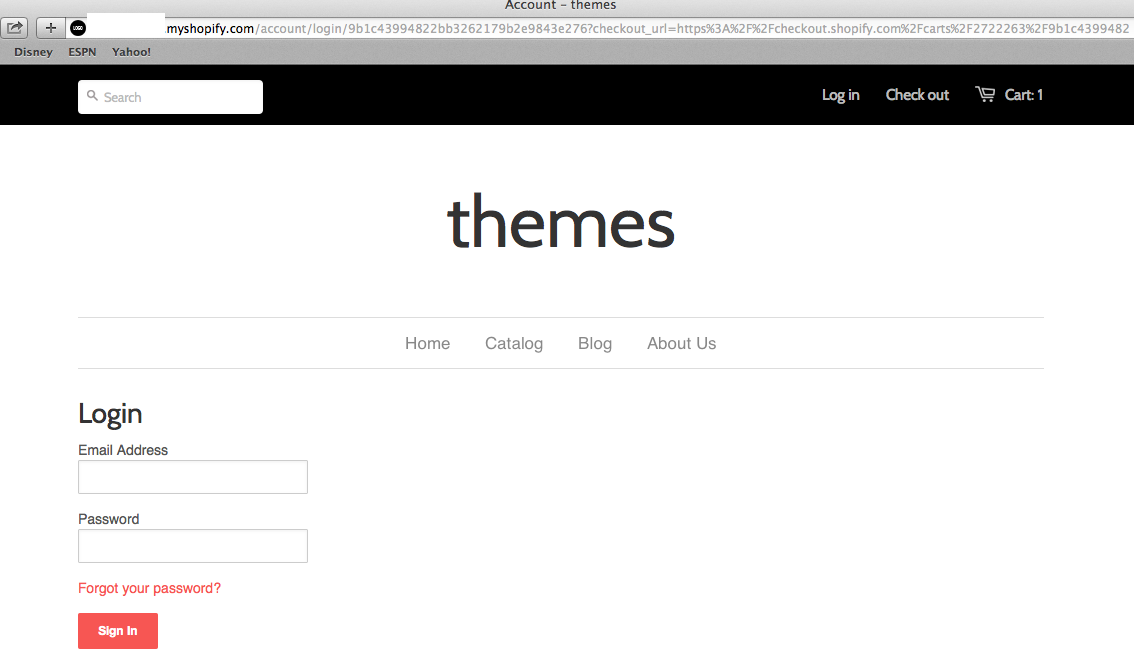 Account – themes
LOGO .myshopify.com/account/login/9b1c43994822bb3262179b2e9843e276?checkout_url=https%3A%2F%2Fcheckout.shopify.com%2Fcarts%2F2722263%2F9b1c4399482
Disney ESPN Yahoo!
Search Log in Check out Cart: 1
themes
Home Catalog Blog About Us
Login
Email Address
Password
Forgot your password?
Sign In